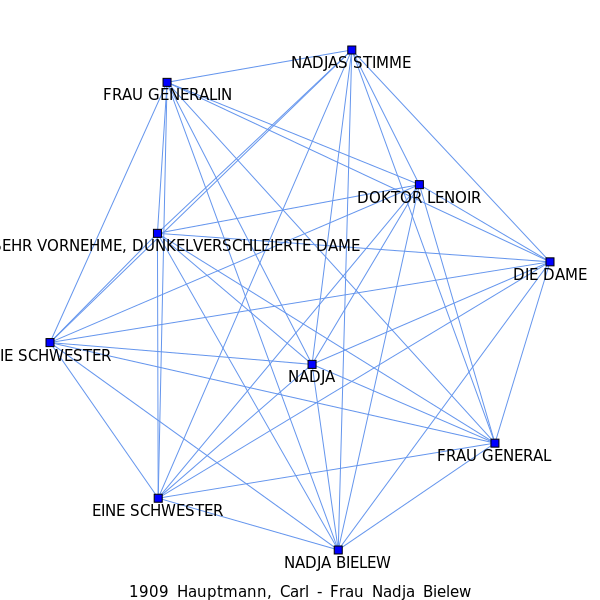 NADJAS STIMME
FRAU GENERALIN
DOKTOR LENOIR
SEHR VORNEHME, DUNKELVERSCHLEIERTE DAME
DIE DAME
IE SCHWESTER
NADJA
FRAU GENERAL
EINE SCHWESTER
NADJA BIELEW
1909 Hauptmann, Carl - Frau Nadja Bielew